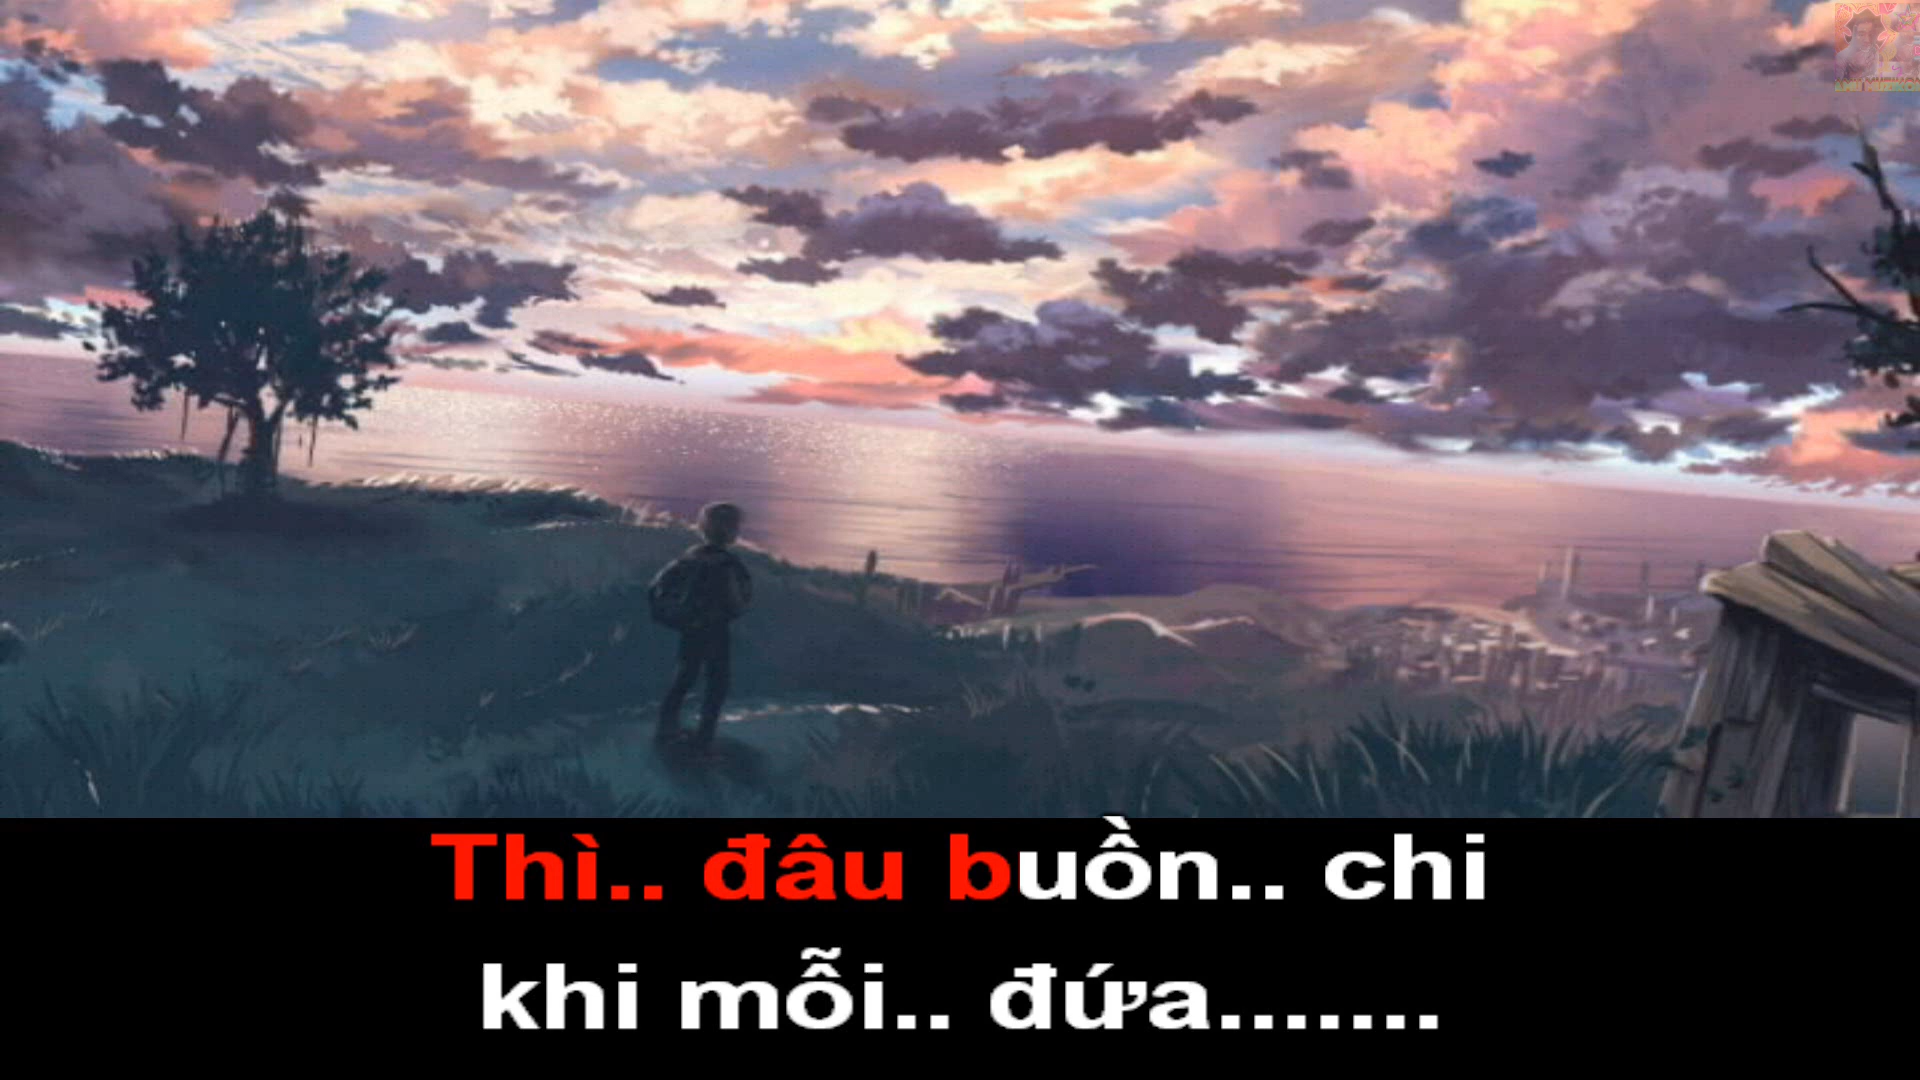 Thì.. đâu buồn.. chi
khi mỗi.. đứa.......